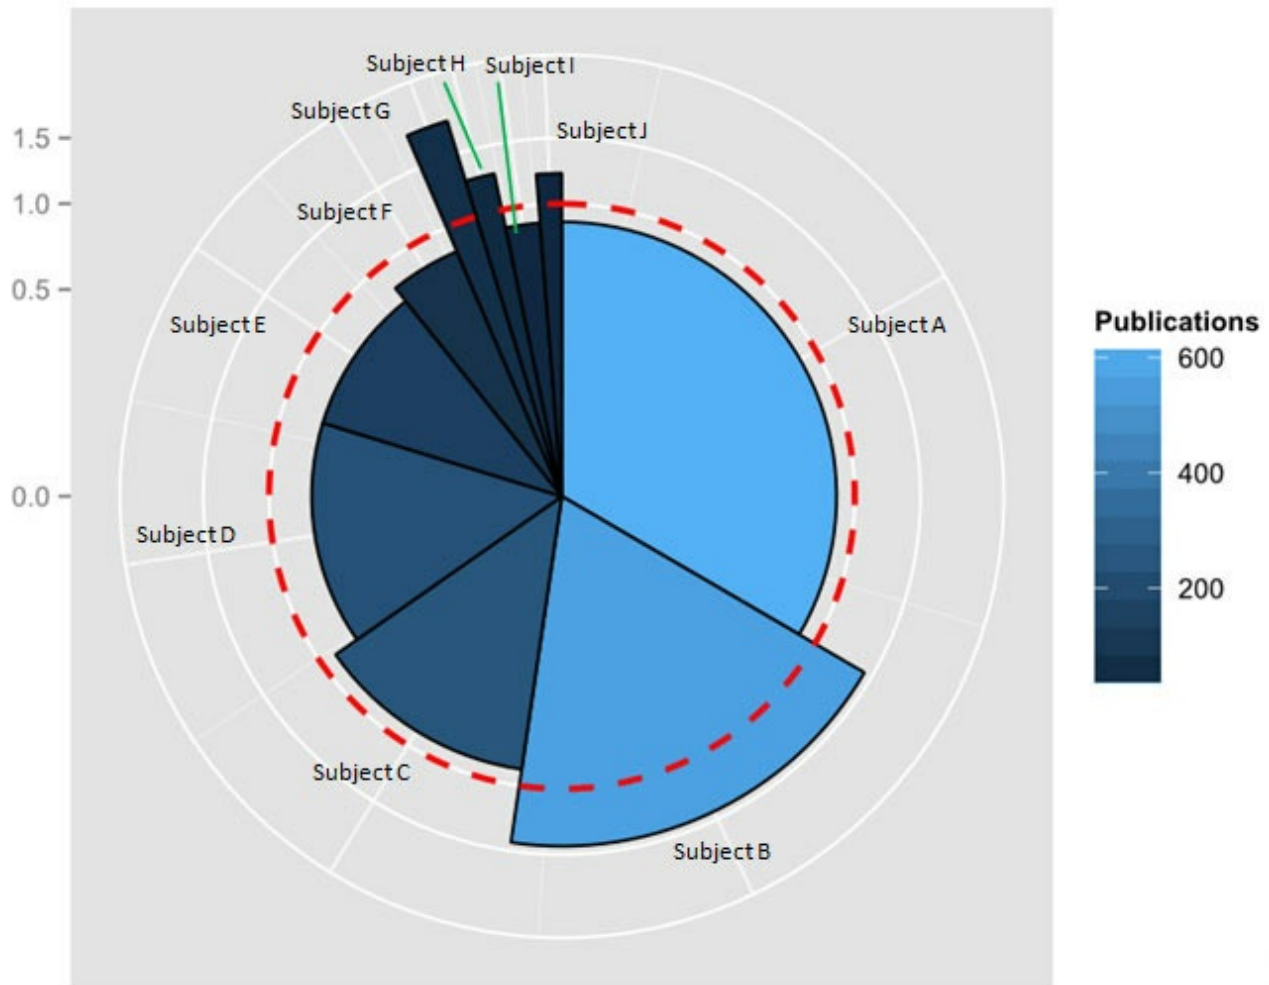 Subject H
Subject I
Subject G
Subject J
1.5
1.0
Subject F
0.5
Subject E
Subject A
0.0
Subject D
Subject C
Subject B
Publications
600
400
200